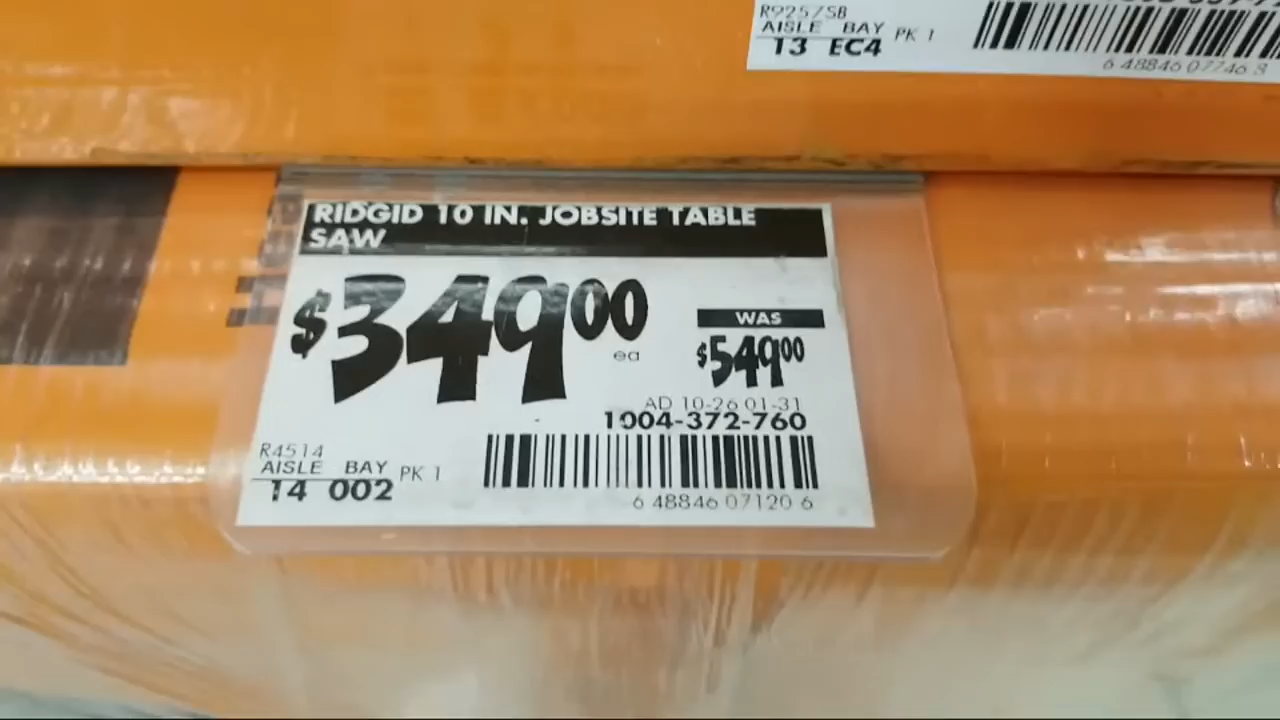 R9257SB
AISLE BAY PK 1
13 EC4
6 48846 07746 8
RIDGID 10 IN. JOBSITE TABLE
SAW
$349.00
ea
WAS
$549.00
AD 10-26 01-31
1004-372-760
R4514
AISLE BAY PK 1
14 002
6 48846 07120 6